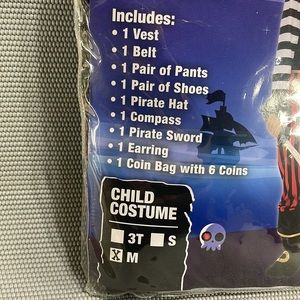 Includes:
• 1 Vest
• 1 Belt
• 1 Pair of Pants
• 1 Pair of Shoes
• 1 Pirate Hat
• 1 Compass
• 1 Pirate Sword
• 1 Earring
• 1 Coin Bag with 6 Coins
CHILD
COSTUME
3T S
X M